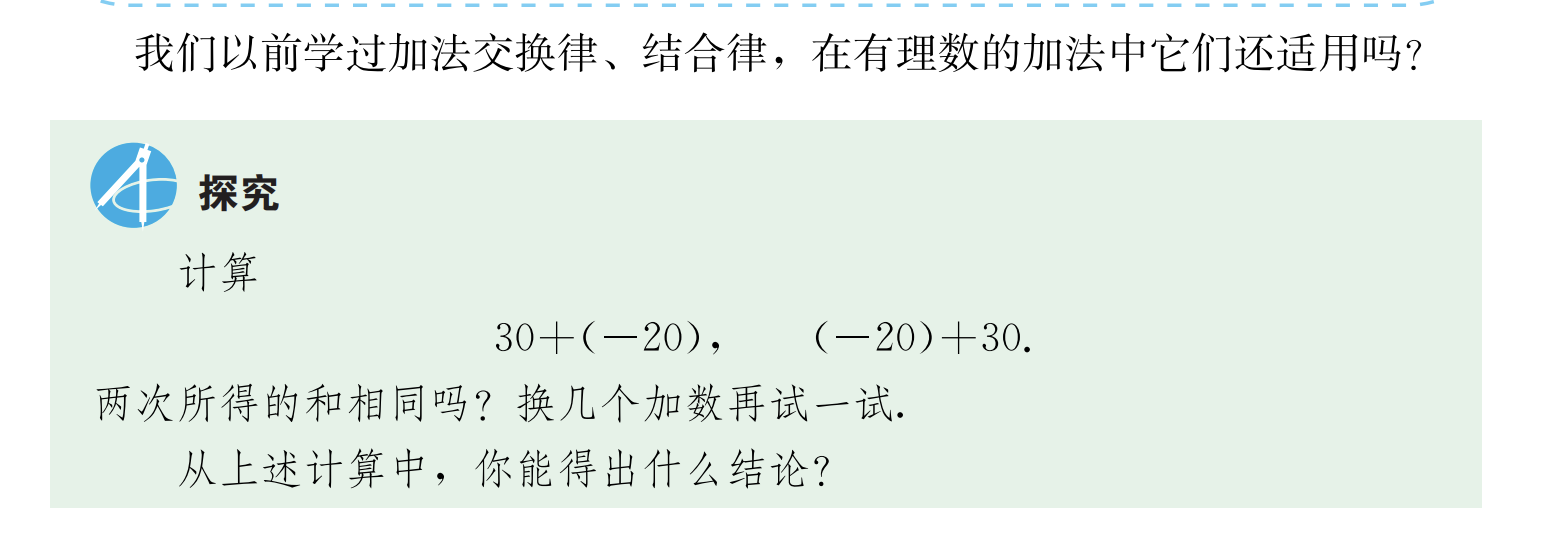 我们以前学过加法交换律、结合律，在有理数的加法中它们还适用吗？
探究
计算
30+(−20)，　(−20)+30.
两次所得的和相同吗？换几个加数再试一试.
从上述计算中，你能得出什么结论？